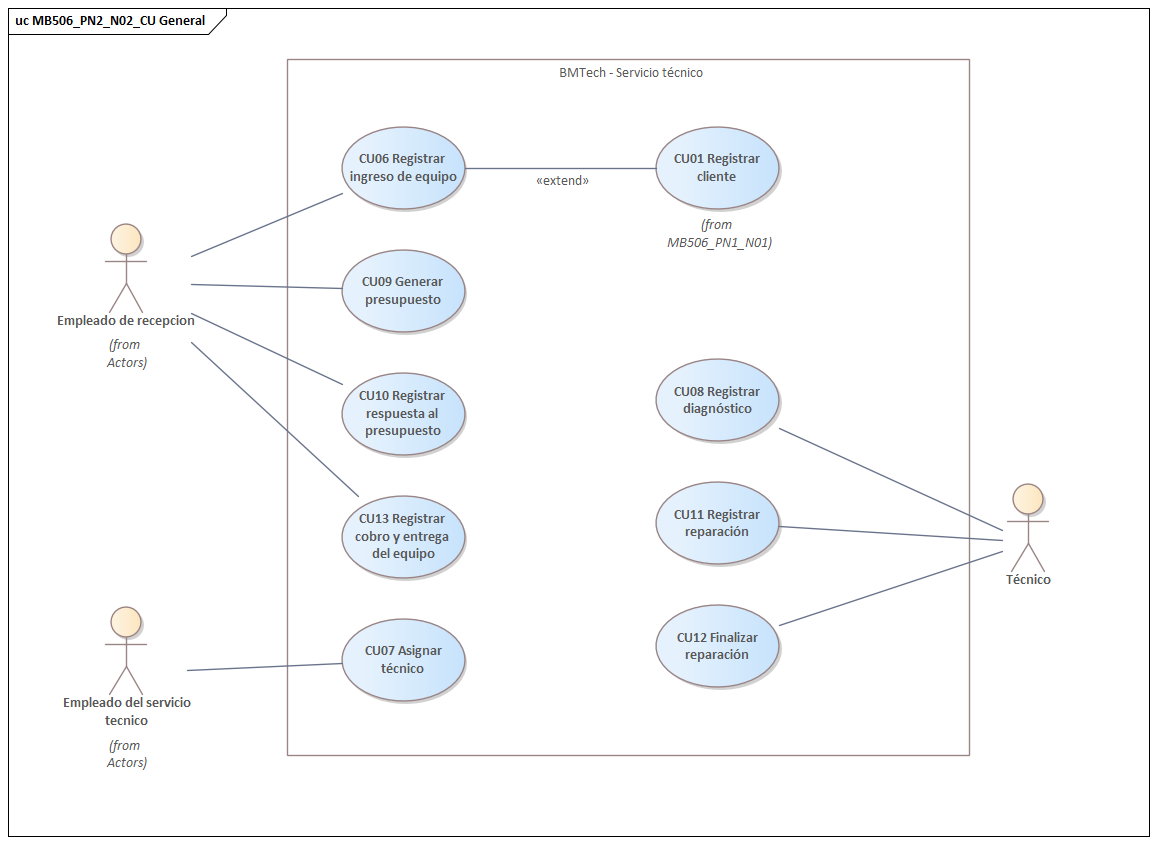 uc MB506_PN2_N02_CU General
BMTech - Servicio técnico
CU06 Registrar
ingreso de equipo
«extend»
CU01 Registrar
cliente
(from
MB506_PN1_N01)
Empleado de recepcion
(from
Actors)
CU09 Generar
presupuesto
CU10 Registrar
respuesta al
presupuesto
CU08 Registrar
diagnóstico
CU13 Registrar
cobro y entrega
del equipo
CU11 Registrar
reparación
Técnico
CU07 Asignar
técnico
CU12 Finalizar
reparación
Empleado del servicio
tecnico
(from
Actors)